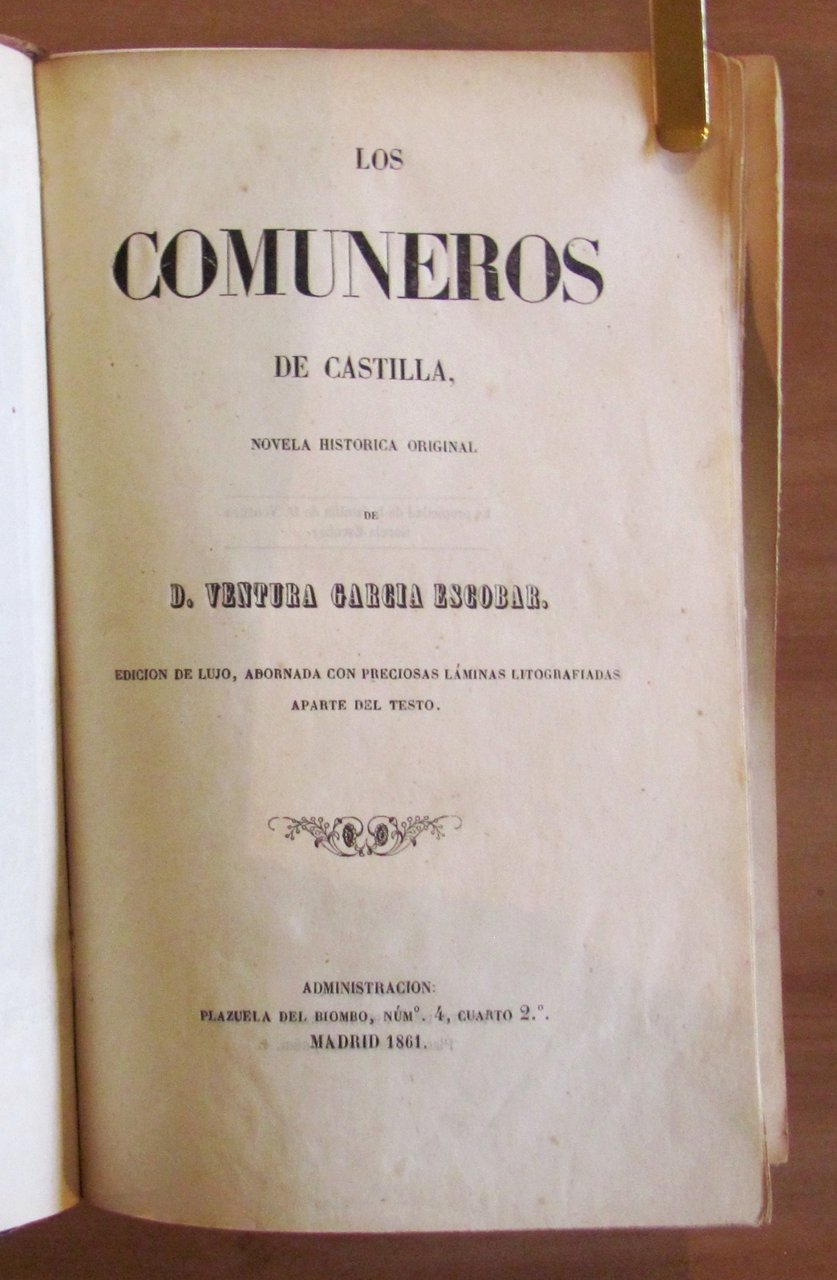 LOS
COMUNEROS
DE CASTILLA,
NOVELA HISTORICA ORIGINAL
DE
D. VENTURA GARCIA ESCOBAR.
EDICION DE LUJO, ABORNADA CON PRECIOSAS LÁMINAS LITOGRAFIADAS
APARTE DEL TESTO.
ADMINISTRACION:
PLAZUELA DEL BIOMBO, NÚMº. 4, CUARTO 2.º.
MADRID 1861.